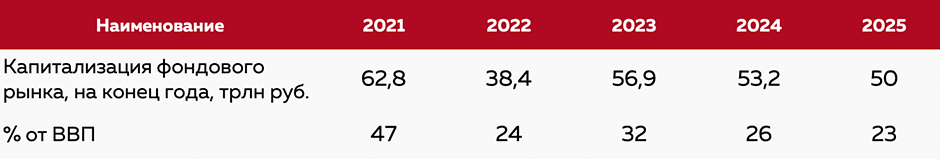 Наименование 2021 2022 2023 2024 2025
Капитализация фондового
рынка, на конец года, трлн руб. 62,8 38,4 56,9 53,2 50
% от ВВП 47 24 32 26 23